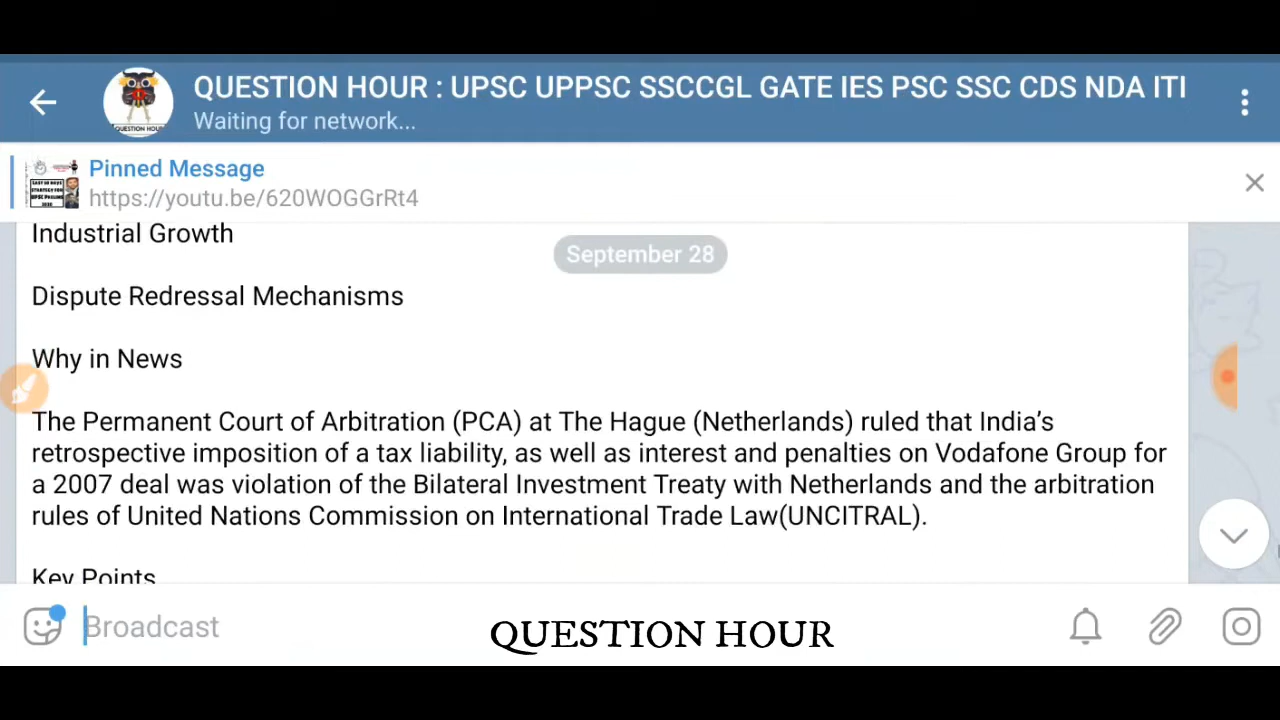 QUESTION HOUR : UPSC UPPSC SSCCGL GATE IES PSC SSC CDS NDA ITI
Waiting for network...
QUESTION HOUR
Pinned Message
https://youtu.be/620WOGGrRt4
Industrial Growth
September 28
Dispute Redressal Mechanisms
Why in News
The Permanent Court of Arbitration (PCA) at The Hague (Netherlands) ruled that India’s
retrospective imposition of a tax liability, as well as interest and penalties on Vodafone Group for
a 2007 deal was violation of the Bilateral Investment Treaty with Netherlands and the arbitration
rules of United Nations Commission on International Trade Law(UNCITRAL).
Key Points
Broadcast
QUESTION HOUR